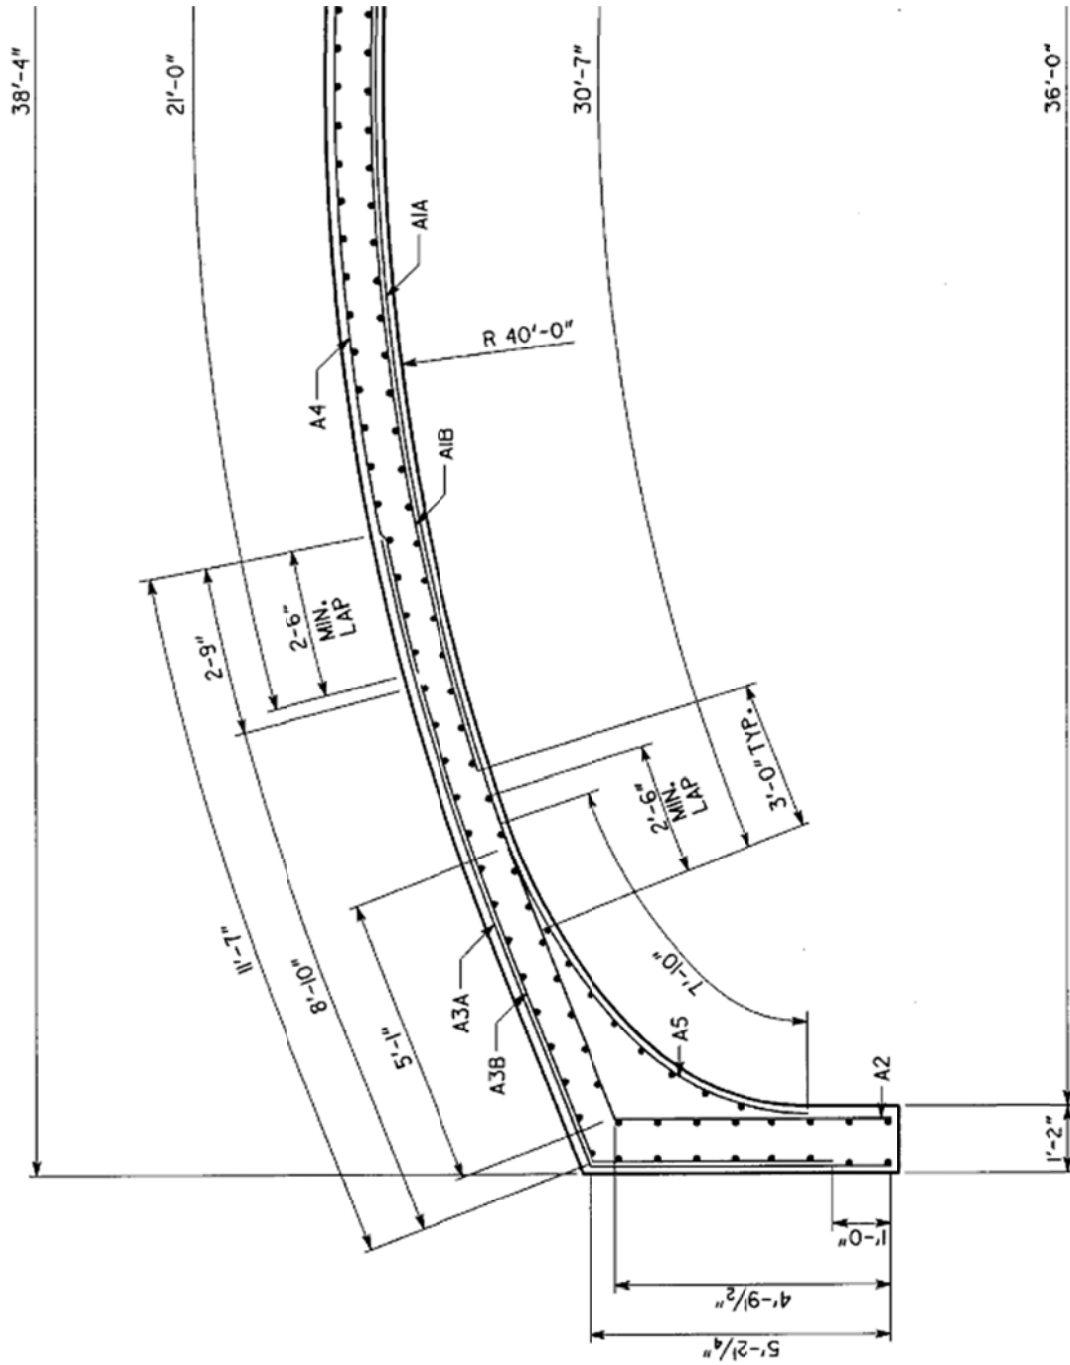 38'-4"
21'-0"
30'-7"
36'-0"
A1A
R 40'-0"
A4
A1B
2-6"
MIN.
LAP
2-9"
3'-0" TYP.
2'-6"
MIN.
LAP
11'-7"
8'-10"
5'-1"
A3A
A3B
7'-10"
A5
A2
1'-2"
1'-0"
4'-9 1/2"
5'-2 1/4"